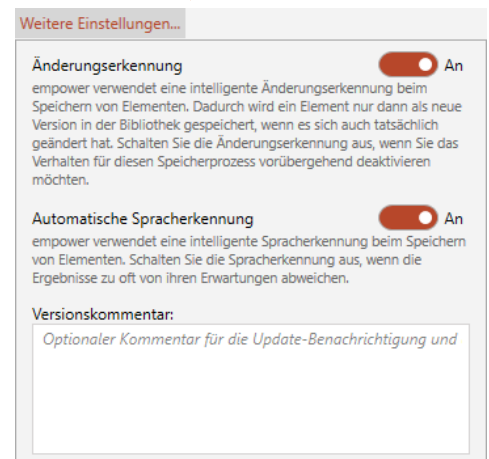 Weitere Einstellungen...
Änderungserkennung An
empower verwendet eine intelligente Änderungserkennung beim
Speichern von Elementen. Dadurch wird ein Element nur dann als neue
Version in der Bibliothek gespeichert, wenn es sich auch tatsächlich
geändert hat. Schalten Sie die Änderungserkennung aus, wenn Sie das
Verhalten für diesen Speicherprozess vorübergehend deaktivieren
möchten.
Automatische Spracherkennung An
empower verwendet eine intelligente Spracherkennung beim Speichern
von Elementen. Schalten Sie die Spracherkennung aus, wenn die
Ergebnisse zu oft von ihren Erwartungen abweichen.
Versionskommentar:
Optionaler Kommentar für die Update-Benachrichtigung und